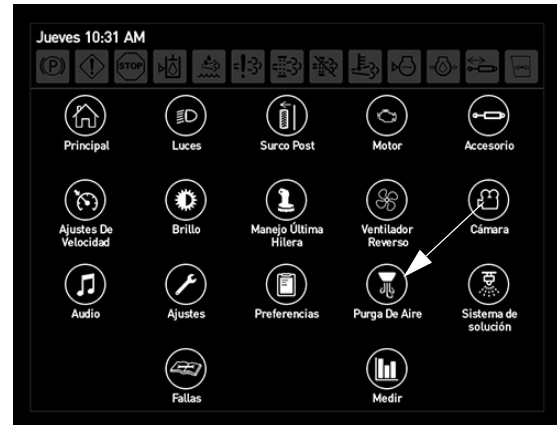 Jueves 10:31 AM
(P) STOP
Principal Luces Surco Post Motor Accesorio
Ajustes De Velocidad
Brillo
Manejo Última Hilera
Ventilador Reverso
Cámara
Audio Ajustes Preferencias Purga De Aire Sistema de solución
Fallas Medir